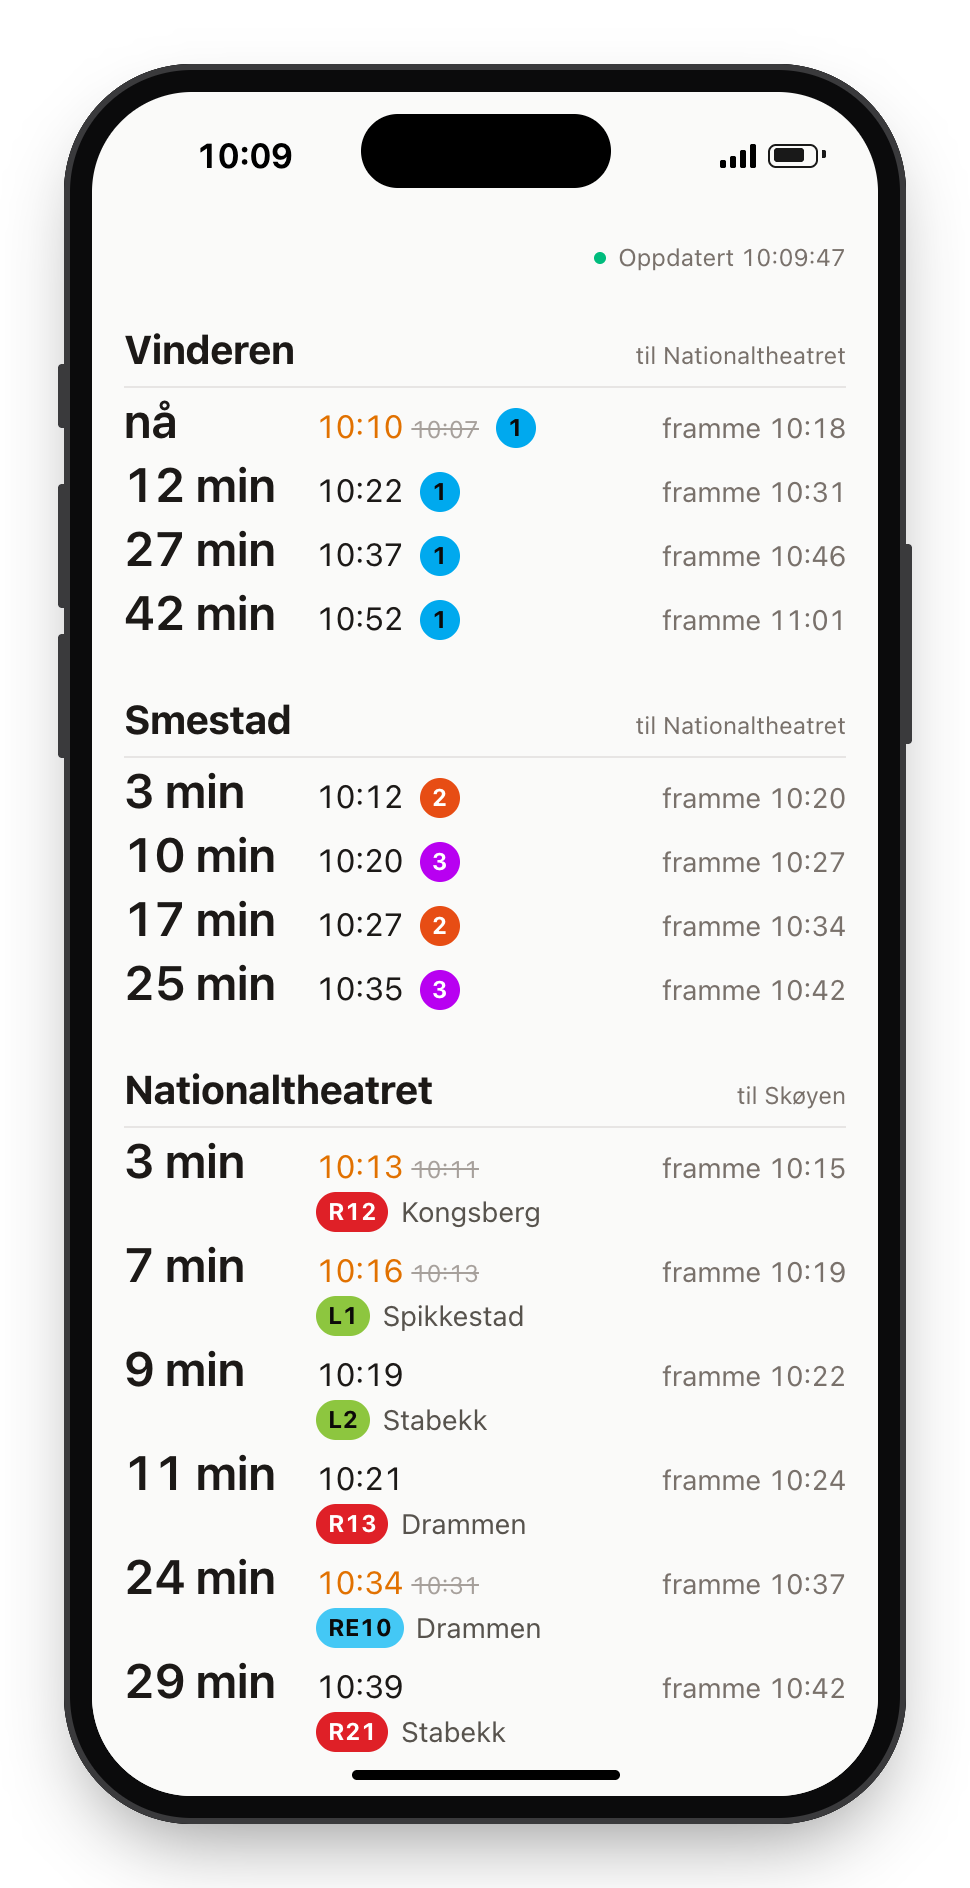 10:09
Oppdatert 10:09:47
Vinderen til Nationaltheatret
nå 10:10 10:07 1 framme 10:18
12 min 10:22 1 framme 10:31
27 min 10:37 1 framme 10:46
42 min 10:52 1 framme 11:01
Smestad til Nationaltheatret
3 min 10:12 2 framme 10:20
10 min 10:20 3 framme 10:27
17 min 10:27 2 framme 10:34
25 min 10:35 3 framme 10:42
Nationaltheatret til Skøyen
3 min 10:13 10:11 framme 10:15
R12 Kongsberg
7 min 10:16 10:13 framme 10:19
L1 Spikkestad
9 min 10:19 framme 10:22
L2 Stabekk
11 min 10:21 framme 10:24
R13 Drammen
24 min 10:34 10:31 framme 10:37
RE10 Drammen
29 min 10:39 framme 10:42
R21 Stabekk